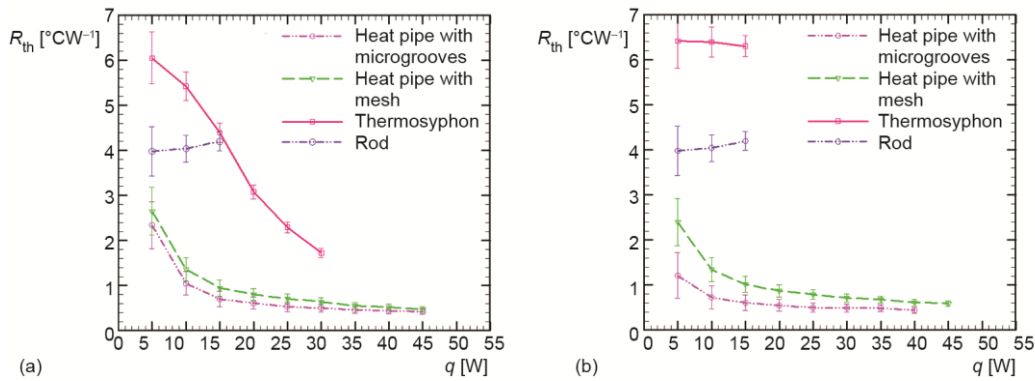 7
R_th [°CW⁻¹]
6
5
4
3
2
1
0
0 5 10 15 20 25 30 35 40 45 50 55
Heat pipe with
microgrooves
Heat pipe with
mesh
Thermosyphon
Rod
(a)
q [W]
7
R_th [°CW⁻¹]
6
5
4
3
2
1
0
0 5 10 15 20 25 30 35 40 45 50 55
Heat pipe with
microgrooves
Heat pipe with
mesh
Thermosyphon
Rod
(b)
q [W]